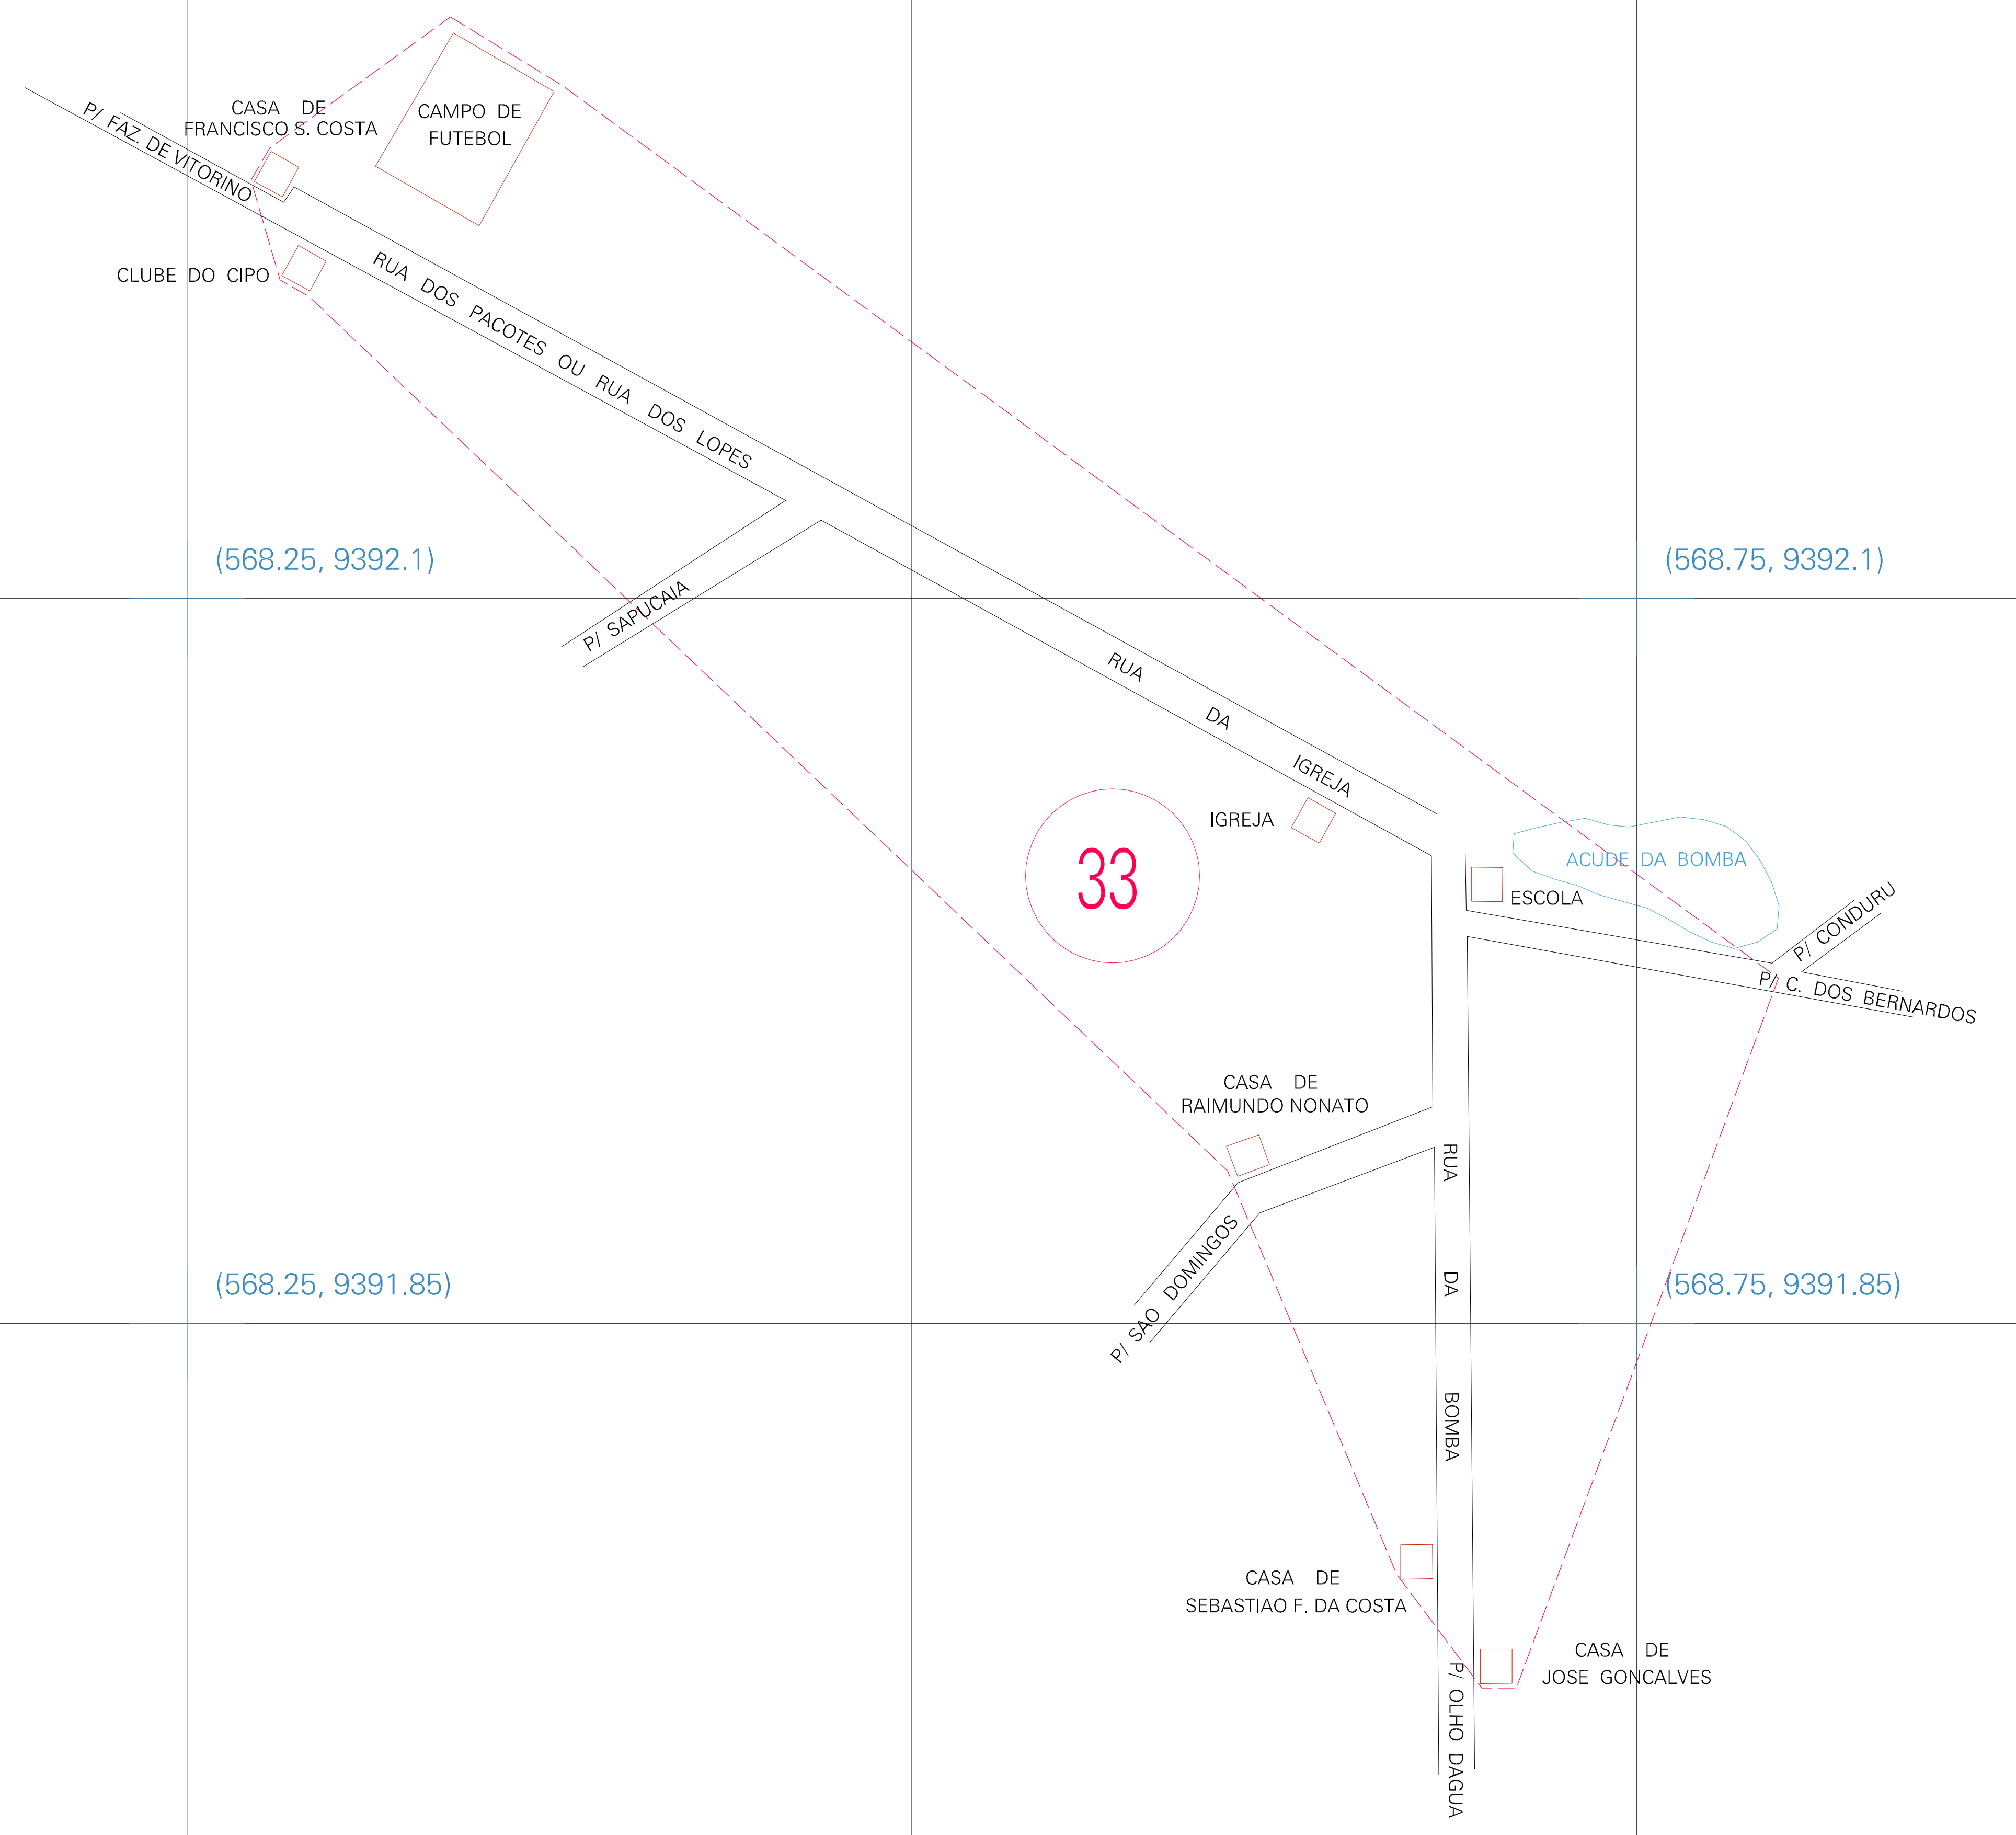 CASA DE
FRANCISCO S. COSTA
CAMPO DE
FUTEBOL
P/ FAZ. DE VITORINO
CLUBE DO CIPO
RUA DOS PACOTES OU RUA DOS LOPES
(568.25, 9392.1)
(568.75, 9392.1)
P/ SAPUCAIA
RUA DA IGREJA
IGREJA
33
ACUDE DA BOMBA
ESCOLA
P/ CONDURU
P/ C. DOS BERNARDOS
CASA DE
RAIMUNDO NONATO
P/ SAO DOMINGOS
RUA DA BOMBA
(568.25, 9391.85)
(568.75, 9391.85)
CASA DE
SEBASTIAO F. DA COSTA
CASA DE
JOSE GONCALVES
P/ OLHO DAGUA